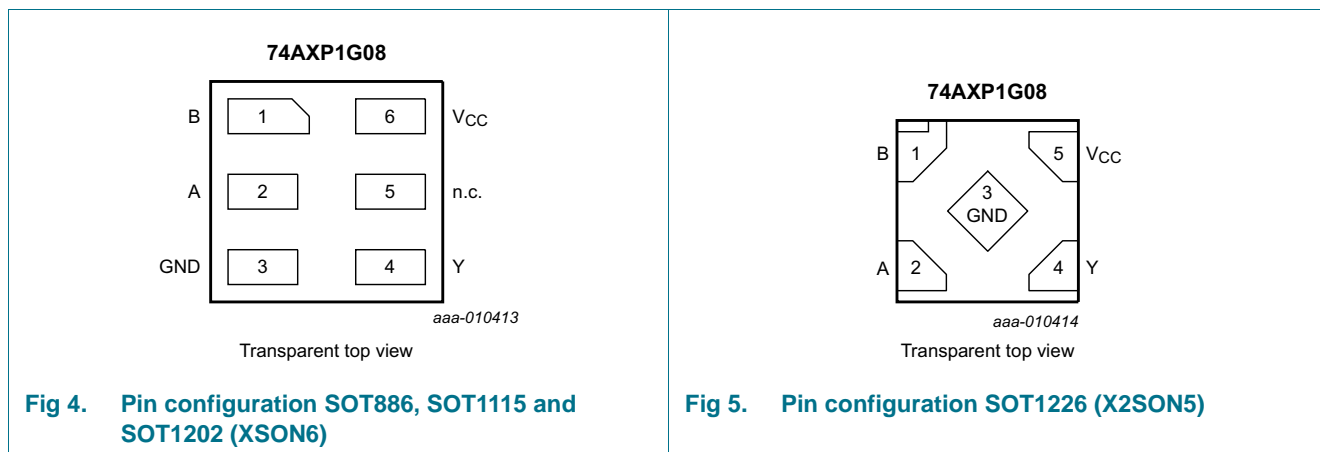 74AXP1G08
B 1 6 VCC
A 2 5 n.c.
GND 3 4 Y
aaa-010413
Transparent top view
Fig 4. Pin configuration SOT886, SOT1115 and
SOT1202 (XSON6)
74AXP1G08
B 1 5 VCC
3
GND
A 2 4 Y
aaa-010414
Transparent top view
Fig 5. Pin configuration SOT1226 (X2SON5)